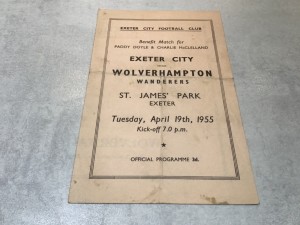 EXETER CITY FOOTBALL CLUB
Benefit Match for
PADDY DOYLE & CHARLIE McCLELLAND
EXETER CITY
WOLVERHAMPTON
WANDERERS
ST. JAMES' PARK
EXETER
Tuesday, April 19th, 1955
Kick-off 7.0 p.m.
OFFICIAL PROGRAMME 3d.